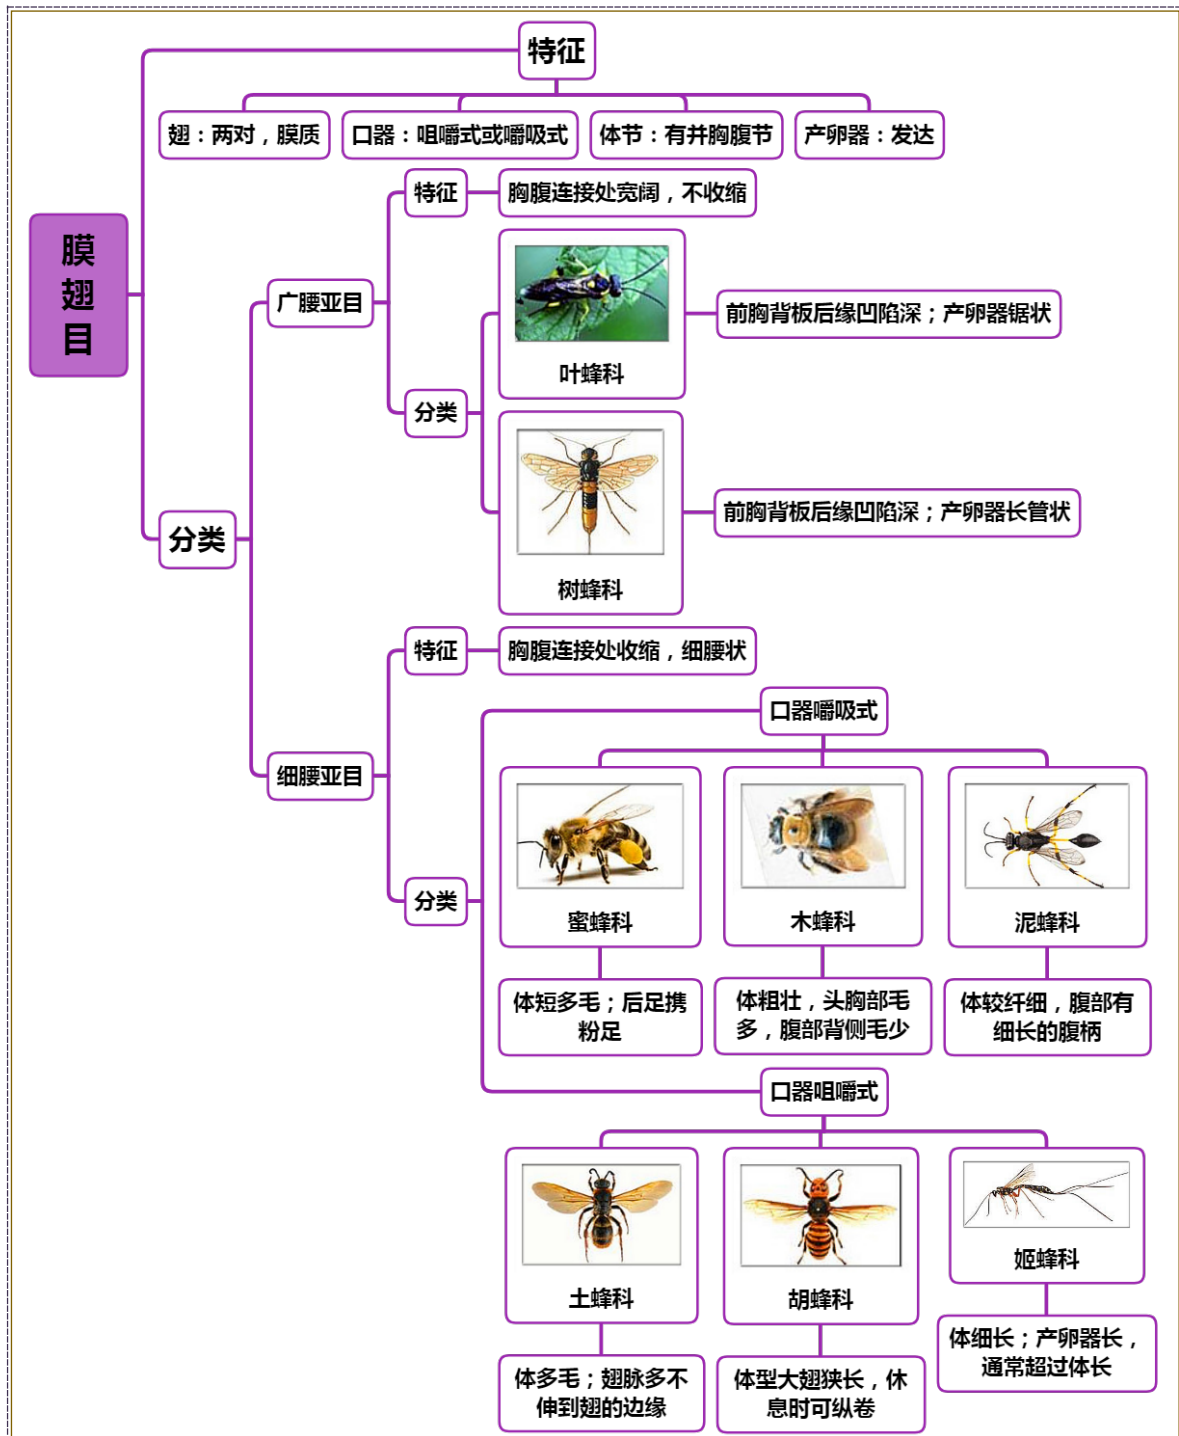 特征
翅：两对，膜质
口器：咀嚼式或嚼吸式
体节：有并胸腹节
产卵器：发达
膜
翅
目
分类
广腰亚目
特征
胸腹连接处宽阔，不收缩
分类
叶蜂科
前胸背板后缘凹陷深；产卵器锯状
树蜂科
前胸背板后缘凹陷深；产卵器长管状
细腰亚目
特征
胸腹连接处收缩，细腰状
分类
口器嚼吸式
蜜蜂科
体短多毛；后足携
粉足
木蜂科
体粗壮，头胸部毛
多，腹部背侧毛少
泥蜂科
体较纤细，腹部有
细长的腹柄
口器咀嚼式
土蜂科
体多毛；翅脉多不
伸到翅的边缘
胡蜂科
体型大翅狭长，休
息时可纵卷
姬蜂科
体细长；产卵器长，
通常超过体长